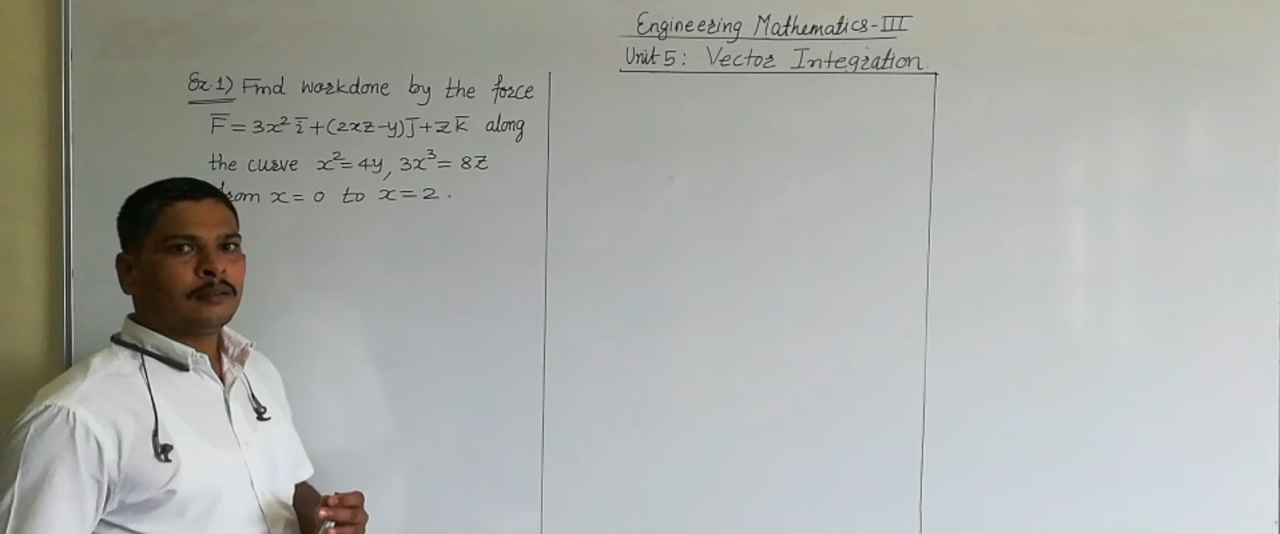 Engineering Mathematics-III
Unit 5: Vector Integration
Ex.1) Find workdone by the force
F̅ = 3x² i̅ + (2xz-y) j̅ + z k̅ along
the curve x² = 4y, 3x³ = 8z
x = 0 to x = 2.